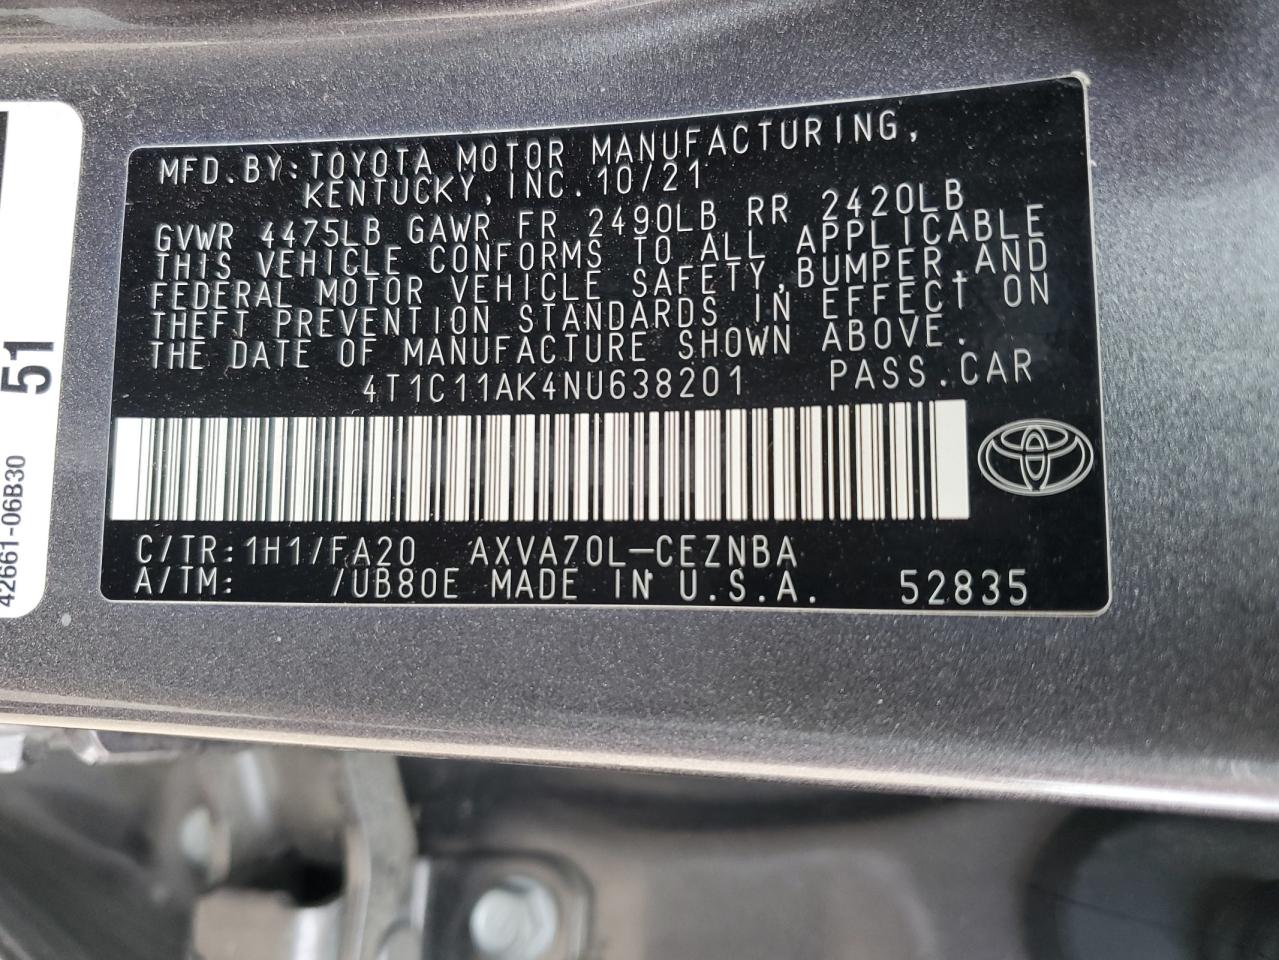 MFD.BY:TOYOTA MOTOR MANUFACTURING,
KENTUCKY,INC.10/21
GVWR 4475LB GAWR FR 2490LB RR 2420LB
THIS VEHICLE CONFORMS TO ALL APPLICABLE
FEDERAL MOTOR VEHICLE SAFETY,BUMPER,AND
THEFT PREVENTION STANDARDS IN EFFECT ON
THE DATE OF MANUFACTURE SHOWN ABOVE.
4T1C11AK4NU638201 PASS.CAR
C/TR:1H1/FA20 AXVA70L-CEZNBA
A/TM: /UB80E MADE IN U.S.A. 52835
51
42661-06B30